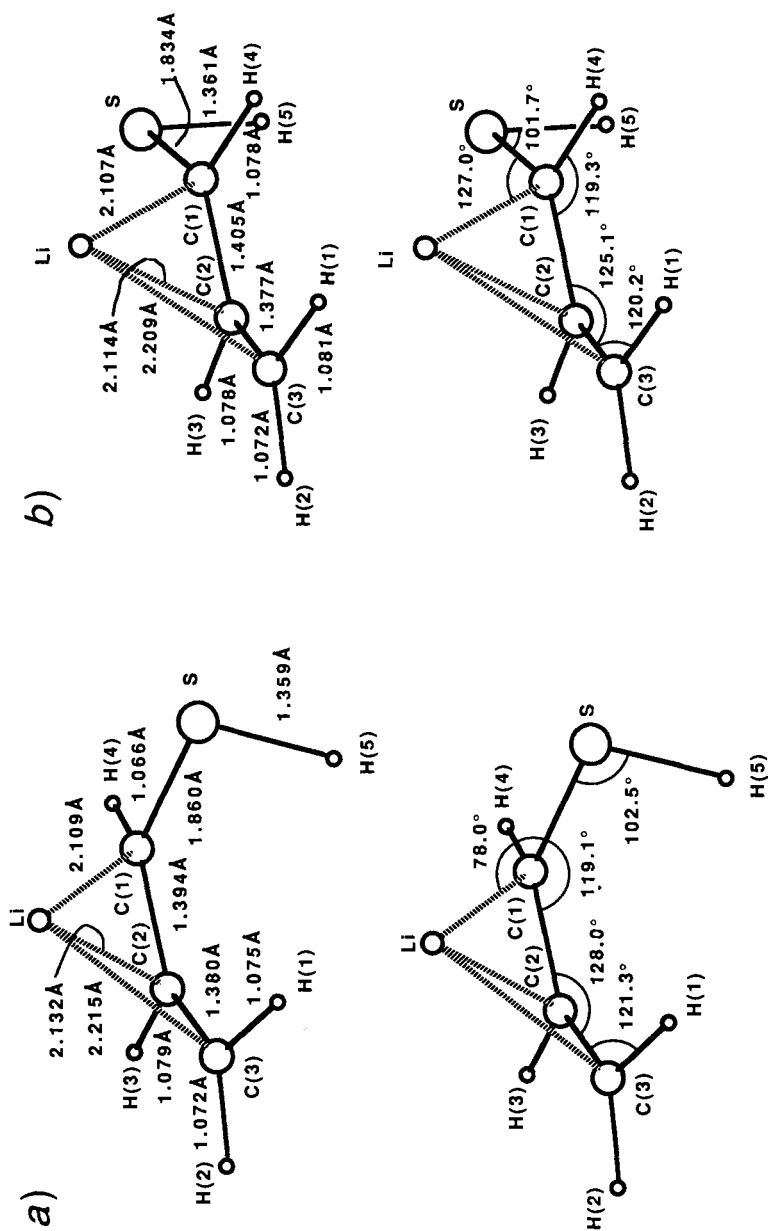 a)
Li
2.109Å
H(4)
1.066Å
2.132Å
2.215Å
C(1)
1.860Å
S
C(2)
1.394Å
1.359Å
H(3)
1.079Å
1.380Å
1.075Å
H(1)
H(5)
1.072Å
C(3)
H(2)
Li
78.0°
H(4)
C(1)
S
C(2)
119.1°
102.5°
H(3)
128.0°
121.3°
H(1)
H(5)
C(3)
H(2)
b)
Li
2.107Å
S
1.834Å
1.361Å
2.114Å
2.209Å
C(1)
H(4)
H(5)
1.078Å
C(2)
1.405Å
H(3)
1.377Å
H(1)
1.078Å
1.081Å
1.072Å
C(3)
H(2)
Li
127.0°
S
101.7°
H(4)
H(5)
C(1)
119.3°
C(2)
125.1°
H(3)
120.2°
H(1)
C(3)
H(2)